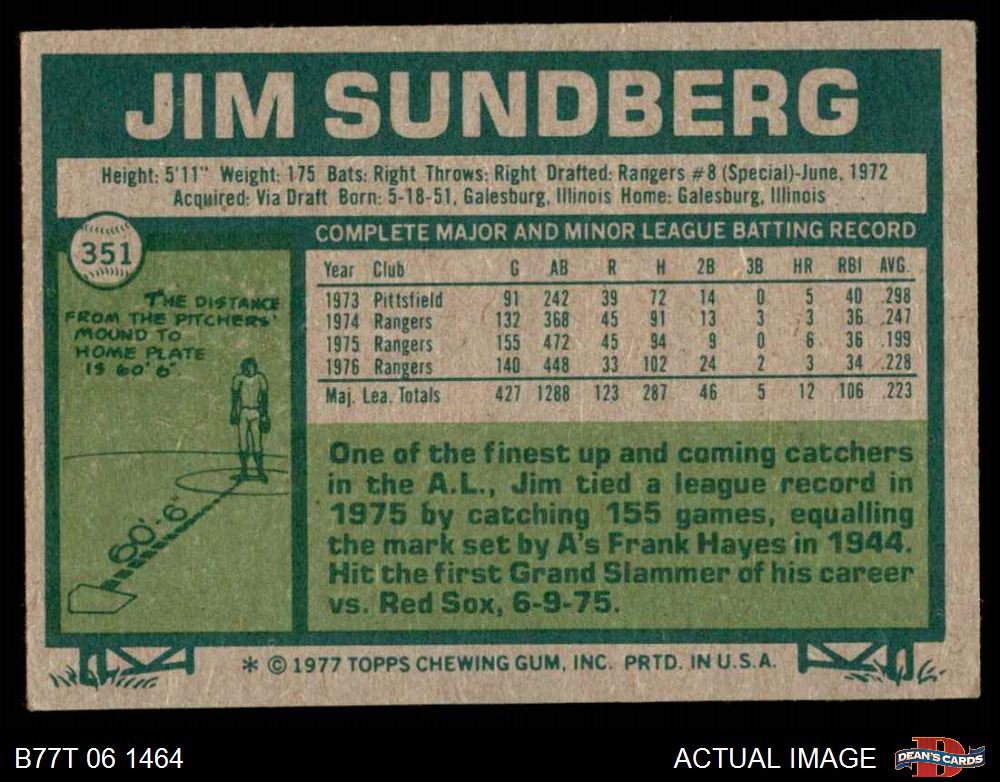 JIM SUNDBERG
Height: 5'11" Weight: 175 Bats: Right Throws: Right Drafted: Rangers #8 (Special)-June, 1972
Acquired: Via Draft Born: 5-18-51, Galesburg, Illinois Home: Galesburg, Illinois
351
THE DISTANCE
FROM THE PITCHERS'
MOUND TO
HOME PLATE
IS 60'6".
60'-6"
COMPLETE MAJOR AND MINOR LEAGUE BATTING RECORD
Year Club G AB R H 2B 3B HR RBI AVG.
1973 Pittsfield 91 242 39 72 14 0 5 40 .298
1974 Rangers 132 368 45 91 13 3 3 36 .247
1975 Rangers 155 472 45 94 9 0 6 36 .199
1976 Rangers 140 448 33 102 24 2 3 34 .228
Maj. Lea. Totals 427 1288 123 287 46 5 12 106 .223
One of the finest up and coming catchers
in the A.L., Jim tied a league record in
1975 by catching 155 games, equalling
the mark set by A's Frank Hayes in 1944.
Hit the first Grand Slammer of his career
vs. Red Sox, 6-9-75.
* © 1977 TOPPS CHEWING GUM, INC. PRTD. IN U.S.A.
B77T 06 1464
ACTUAL IMAGE
D
DEAN'S CARDS